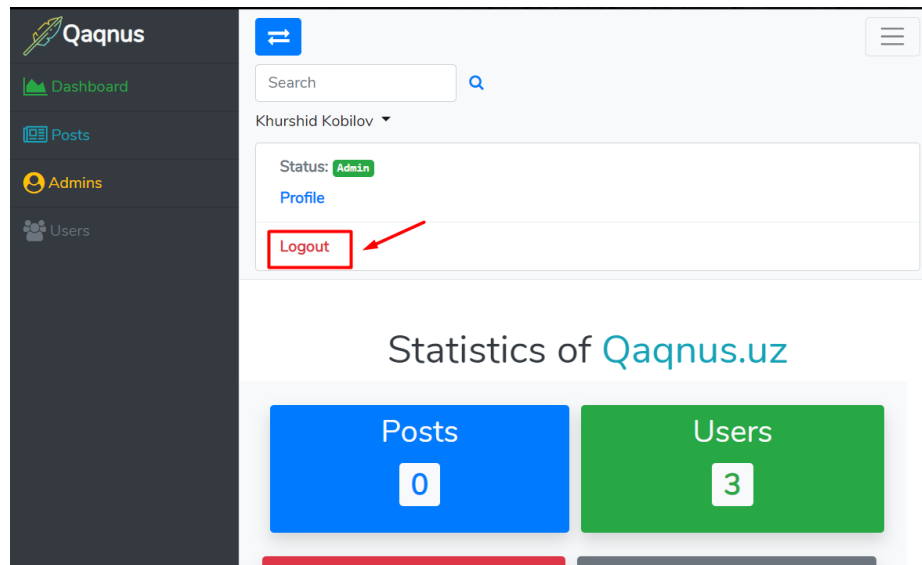 Qaqnus
Dashboard
Posts
Admins
Users
Search
Khurshid Kobilov
Status: Admin
Profile
Logout
Statistics of Qaqnus.uz
Posts
0
Users
3